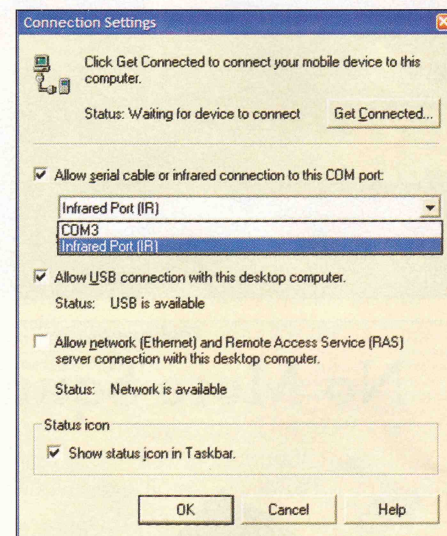 Connection Settings
Click Get Connected to connect your mobile device to this
computer.
Status: Waiting for device to connect
Get Connected...
Allow serial cable or infrared connection to this COM port:
Infrared Port (IR)
COM3
Infrared Port (IR)
Allow USB connection with this desktop computer.
Status: USB is available
Allow network (Ethernet) and Remote Access Service (RAS)
server connection with this desktop computer.
Status: Network is available
Status icon
Show status icon in Taskbar.
OK
Cancel
Help